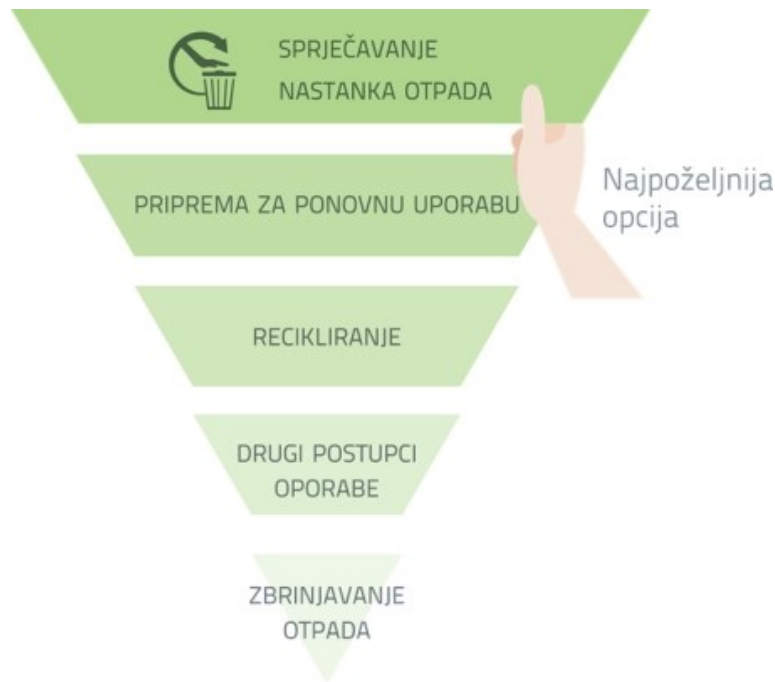 SPRJEČAVANJE
NASTANKA OTPADA
PRIPREMA ZA PONOVNU UPORABU
Najpoželjnija
opcija
RECIKLIRANJE
DRUGI POSTUPCI
OPORABE
ZBRINJAVANJE
OTPADA